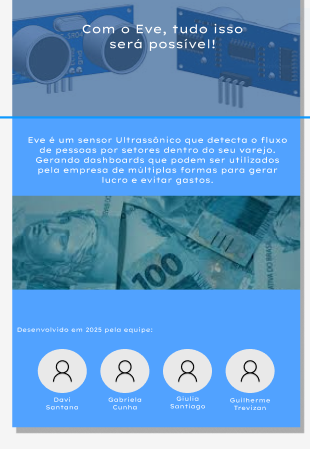 Com o Eve, tudo isso
será possível!
Eve é um sensor Ultrassônico que detecta o fluxo
de pessoas por setores dentro do seu varejo.
Gerando dashboards que podem ser utilizados
pela empresa de múltiplas formas para gerar
lucro e evitar gastos.
100
Desenvolvido em 2025 pela equipe:
Davi
Santana
Gabriela
Cunha
Giulia
Santiago
Guilherme
Trevizan